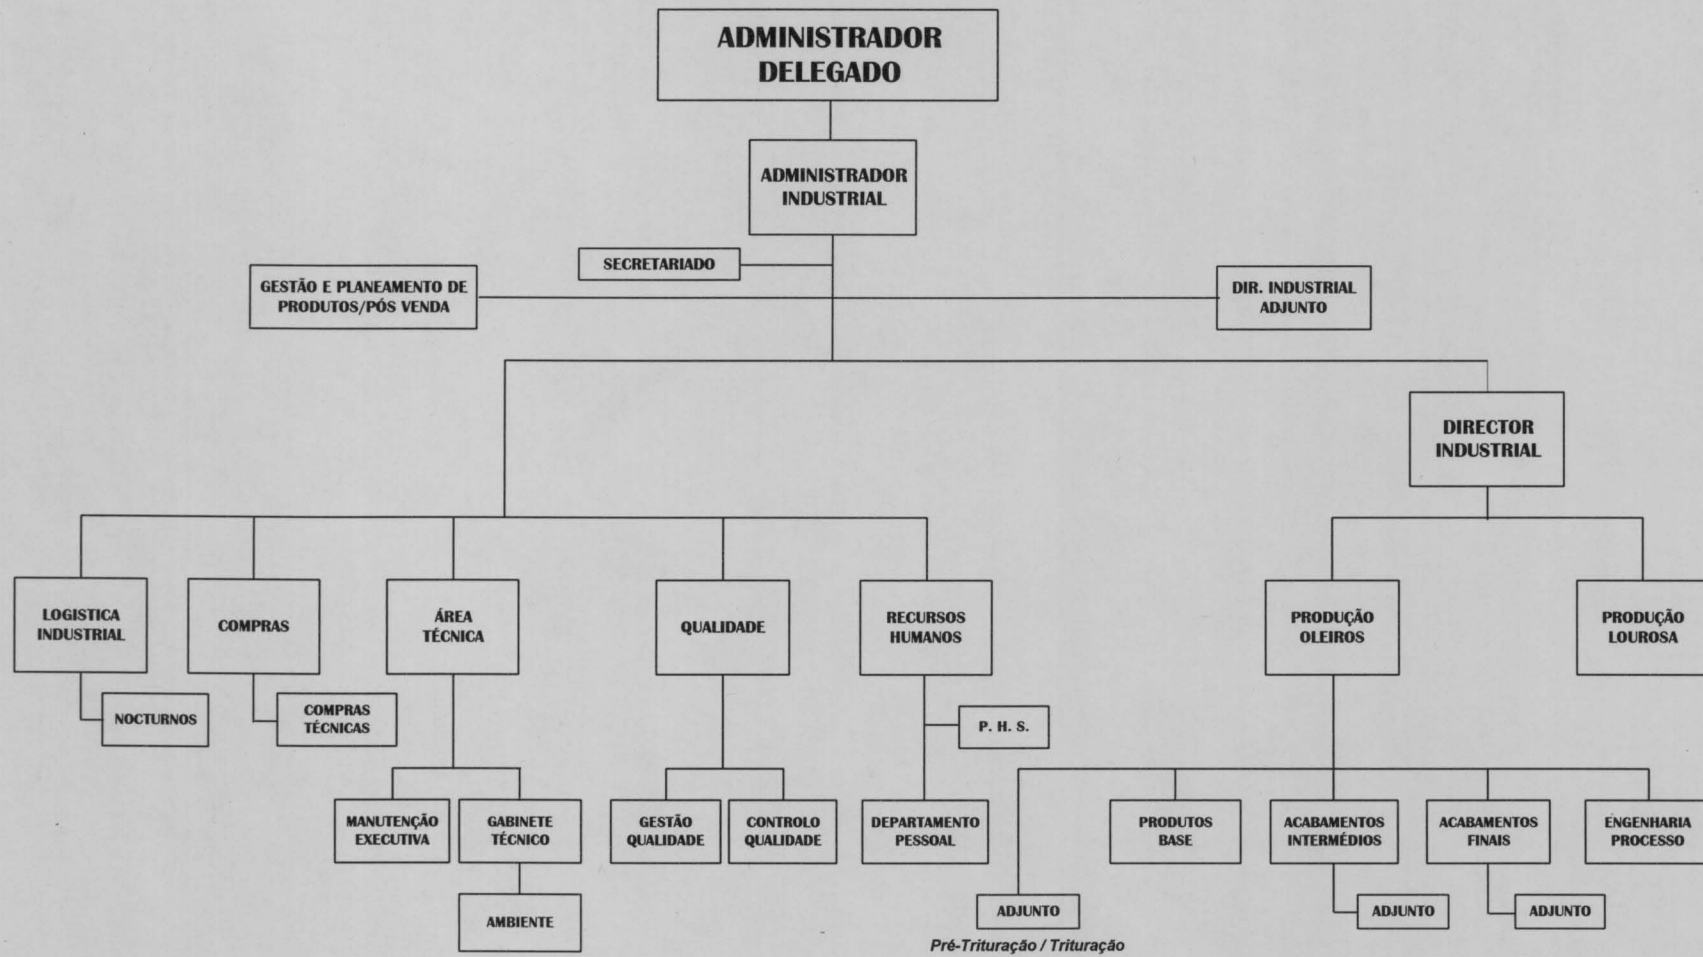 ADMINISTRADOR
DELEGADO
ADMINISTRADOR
INDUSTRIAL
SECRETARIADO
GESTÃO E PLANEAMENTO DE
PRODUTOS/PÓS VENDA
DIR. INDUSTRIAL
ADJUNTO
DIRECTOR
INDUSTRIAL
LOGISTICA
INDUSTRIAL
COMPRAS
ÁREA
TÉCNICA
QUALIDADE
RECURSOS
HUMANOS
PRODUÇÃO
OLEIROS
PRODUÇÃO
LOUROSA
NOCTURNOS
COMPRAS
TÉCNICAS
P. H. S.
MANUTENÇÃO
EXECUTIVA
GABINETE
TÉCNICO
GESTÃO
QUALIDADE
CONTROLO
QUALIDADE
DEPARTAMENTO
PESSOAL
PRODUTOS
BASE
ACABAMENTOS
INTERMÉDIOS
ACABAMENTOS
FINAIS
ENGENHARIA
PROCESSO
AMBIENTE
ADJUNTO
ADJUNTO
ADJUNTO
Pré-Trituração / Trituração